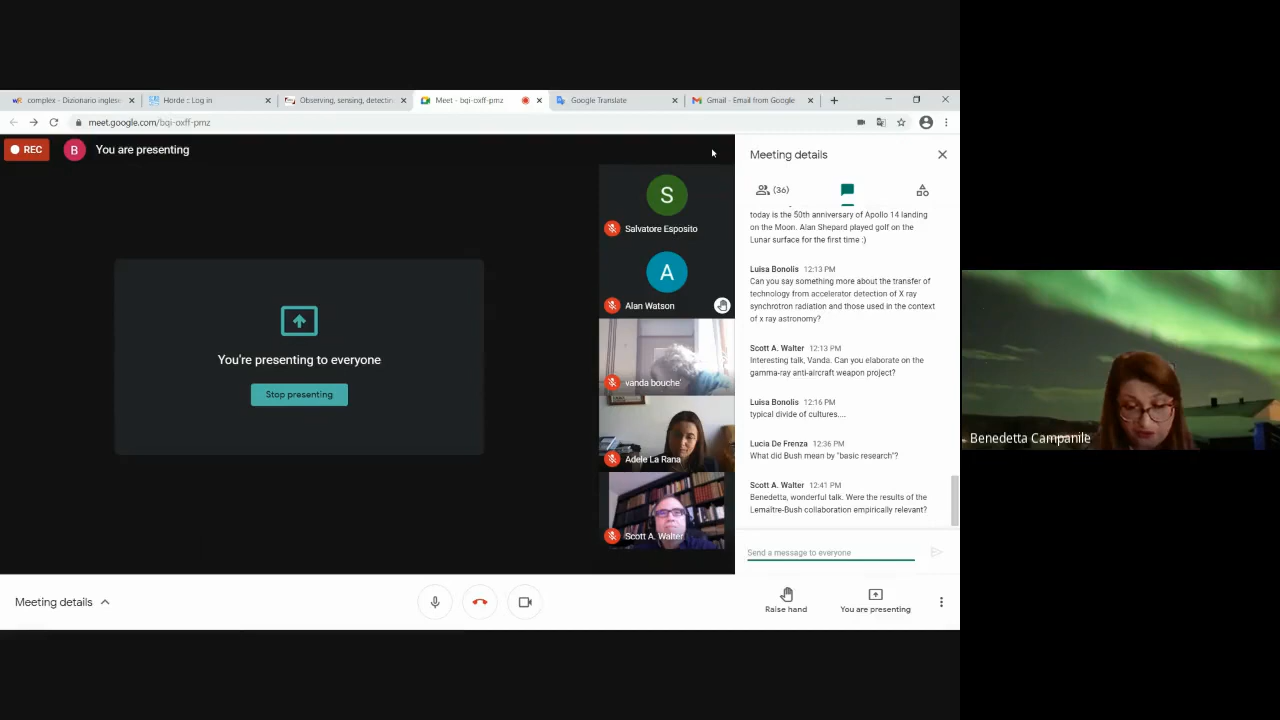 complex - Dizionario inglese
Horde :: Log in
Observing, sensing, detectin
Meet - bqi-oxff-pmz
Google Translate
Gmail - Email from Google
meet.google.com/bqi-oxff-pmz
REC
B
You are presenting
You're presenting to everyone
Stop presenting
S
Salvatore Esposito
A
Alan Watson
vanda bouche'
Adele La Rana
Scott A. Walter
Meeting details
(36)
today is the 50th anniversary of Apollo 14 landing
on the Moon. Alan Shepard played golf on the
Lunar surface for the first time :)
Luisa Bonolis 12:13 PM
Can you say something more about the transfer of
technology from accelerator detection of X ray
synchrotron radiation and those used in the context
of x ray astronomy?
Scott A. Walter 12:13 PM
Interesting talk, Vanda. Can you elaborate on the
gamma-ray anti-aircraft weapon project?
Luisa Bonolis 12:16 PM
typical divide of cultures....
Lucia De Frenza 12:36 PM
What did Bush mean by "basic research"?
Scott A. Walter 12:41 PM
Benedetta, wonderful talk. Were the results of the
Lemaître-Bush collaboration empirically relevant?
Send a message to everyone
Meeting details
Raise hand
You are presenting
Benedetta Campanile